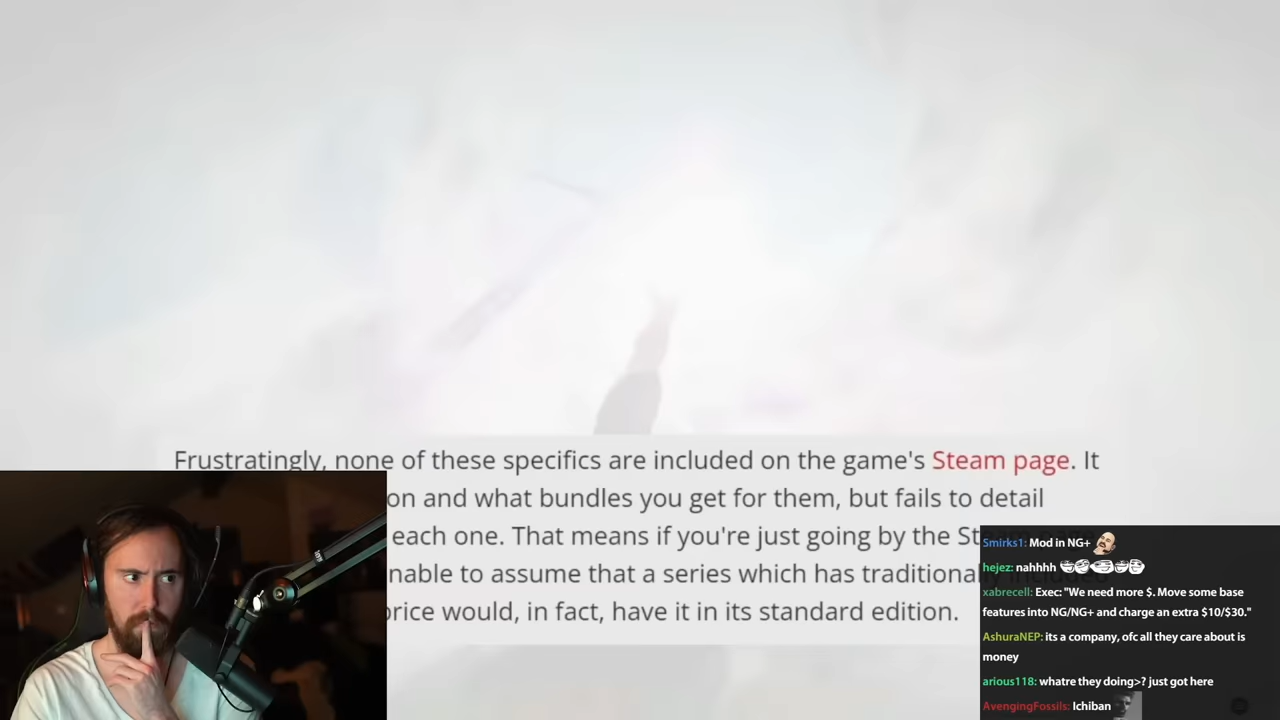 Frustratingly, none of these specifics are included on the game's Steam page. It
on and what bundles you get for them, but fails to detail
each one. That means if you're just going by the
to assume that a series which has traditionally included
would, in fact, have it in its standard edition.
Smirks1: Mod in NG+
hejez: nahhhh
xabrecell: Exec: "We need more $. Move some base
features into NG/NG+ and charge an extra $10/$30."
AshuraNEP: its a company, ofc all they care about is
money
arious118: whatre they doing>? just got here
AvengingFossils: Ichiban